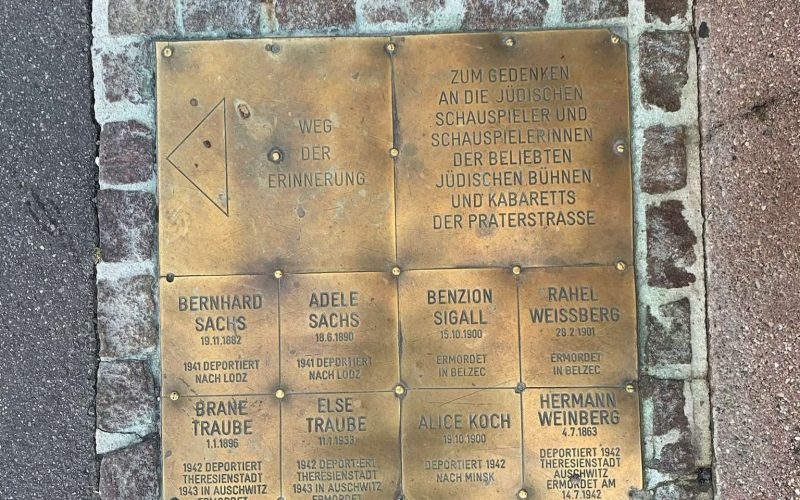 WEG
DER
ERINNERUNG
ZUM GEDENKEN
AN DIE JÜDISCHEN
SCHAUSPIELER UND
SCHAUSPIELERINNEN
DER BELIEBTEN
JÜDISCHEN BÜHNEN
UND KABARETTS
DER PRATERSTRASSE
BERNHARD
SACHS
19.11.1882
1941 DEPORTIERT
NACH LODZ
ADELE
SACHS
18.6.1890
1941 DEPORTIERT
NACH LODZ
BENZION
SIGALL
15.10.1900
ERMORDET
IN BELZEC
RAHEL
WEISSBERG
28.2.1901
ERMORDET
IN BELZEC
BRANE
TRAUBE
1.1.1896
1942 DEPORTIERT
THERESIENSTADT
1943 IN AUSCHWITZ
ERMORDET
ELSE
TRAUBE
11.1.1933
1942 DEPORTIERT
THERESIENSTADT
1943 IN AUSCHWITZ
ERMORDET
ALICE KOCH
19.10.1900
DEPORTIERT 1942
NACH MINSK
HERMANN
WEINBERG
4.7.1863
1942 DEPORTIERT
THERESIENSTADT
AUSCHWITZ
ERMORDET AM
14.7.1942